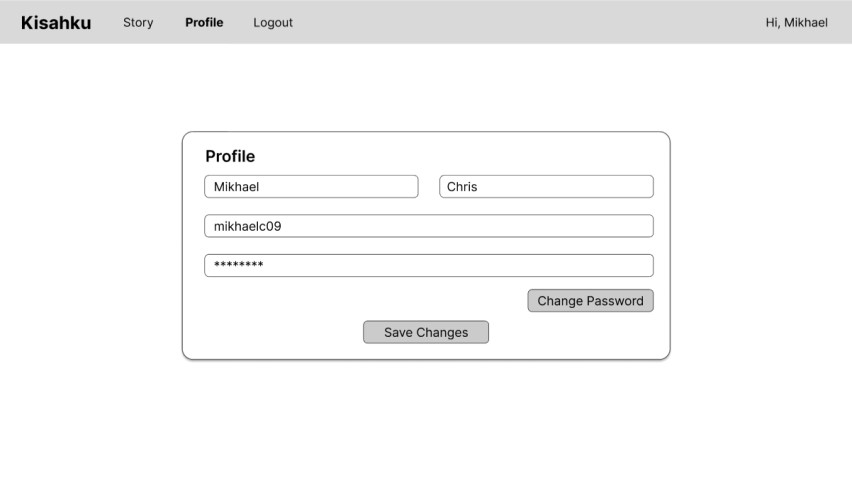 Kisahku Story Profile Logout Hi, Mikhael
Profile
Mikhael Chris
mikhaelc09
********
Change Password
Save Changes